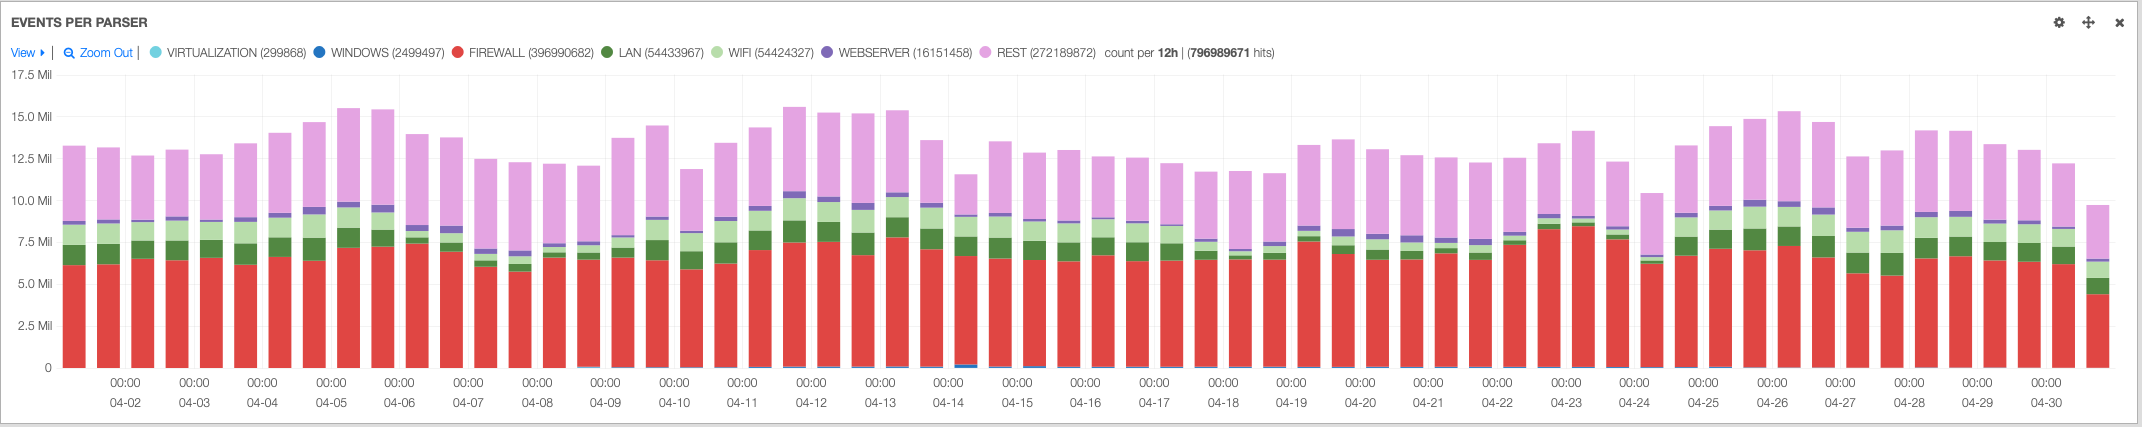 EVENTS PER PARSER
View | Zoom Out | VIRTUALIZATION (299868) WINDOWS (2499497) FIREWALL (396990682) LAN (54433967) WIFI (54424327) WEBSERVER (16151458) REST (272189872) count per 12h | (796989671 hits)
17.5 Mil
15.0 Mil
12.5 Mil
10.0 Mil
7.5 Mil
5.0 Mil
2.5 Mil
0
00:00 00:00 00:00 00:00 00:00 00:00 00:00 00:00 00:00 00:00 00:00 00:00 00:00 00:00 00:00 00:00 00:00 00:00 00:00 00:00 00:00 00:00 00:00 00:00 00:00 00:00 00:00 00:00 00:00
04-02 04-03 04-04 04-05 04-06 04-07 04-08 04-09 04-10 04-11 04-12 04-13 04-14 04-15 04-16 04-17 04-18 04-19 04-20 04-21 04-22 04-23 04-24 04-25 04-26 04-27 04-28 04-29 04-30